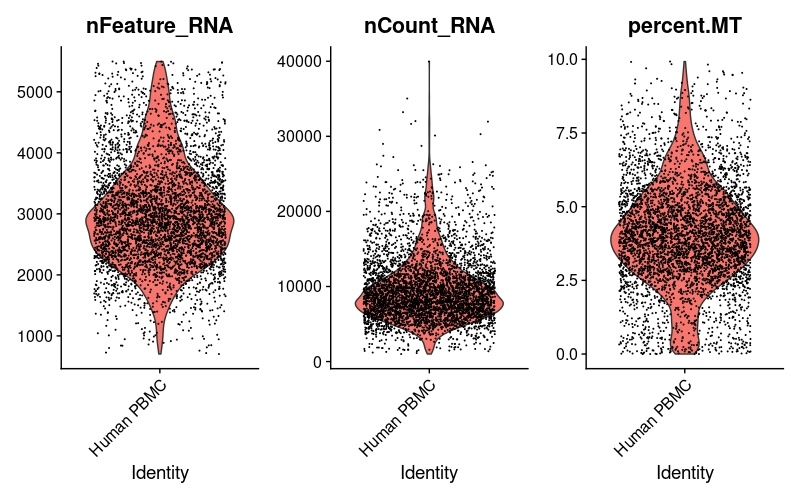 nFeature_RNA
5000
4000
3000
2000
1000
Human PBMC
Identity
nCount_RNA
40000
30000
20000
10000
0
Human PBMC
Identity
percent.MT
10.0
7.5
5.0
2.5
0.0
Human PBMC
Identity